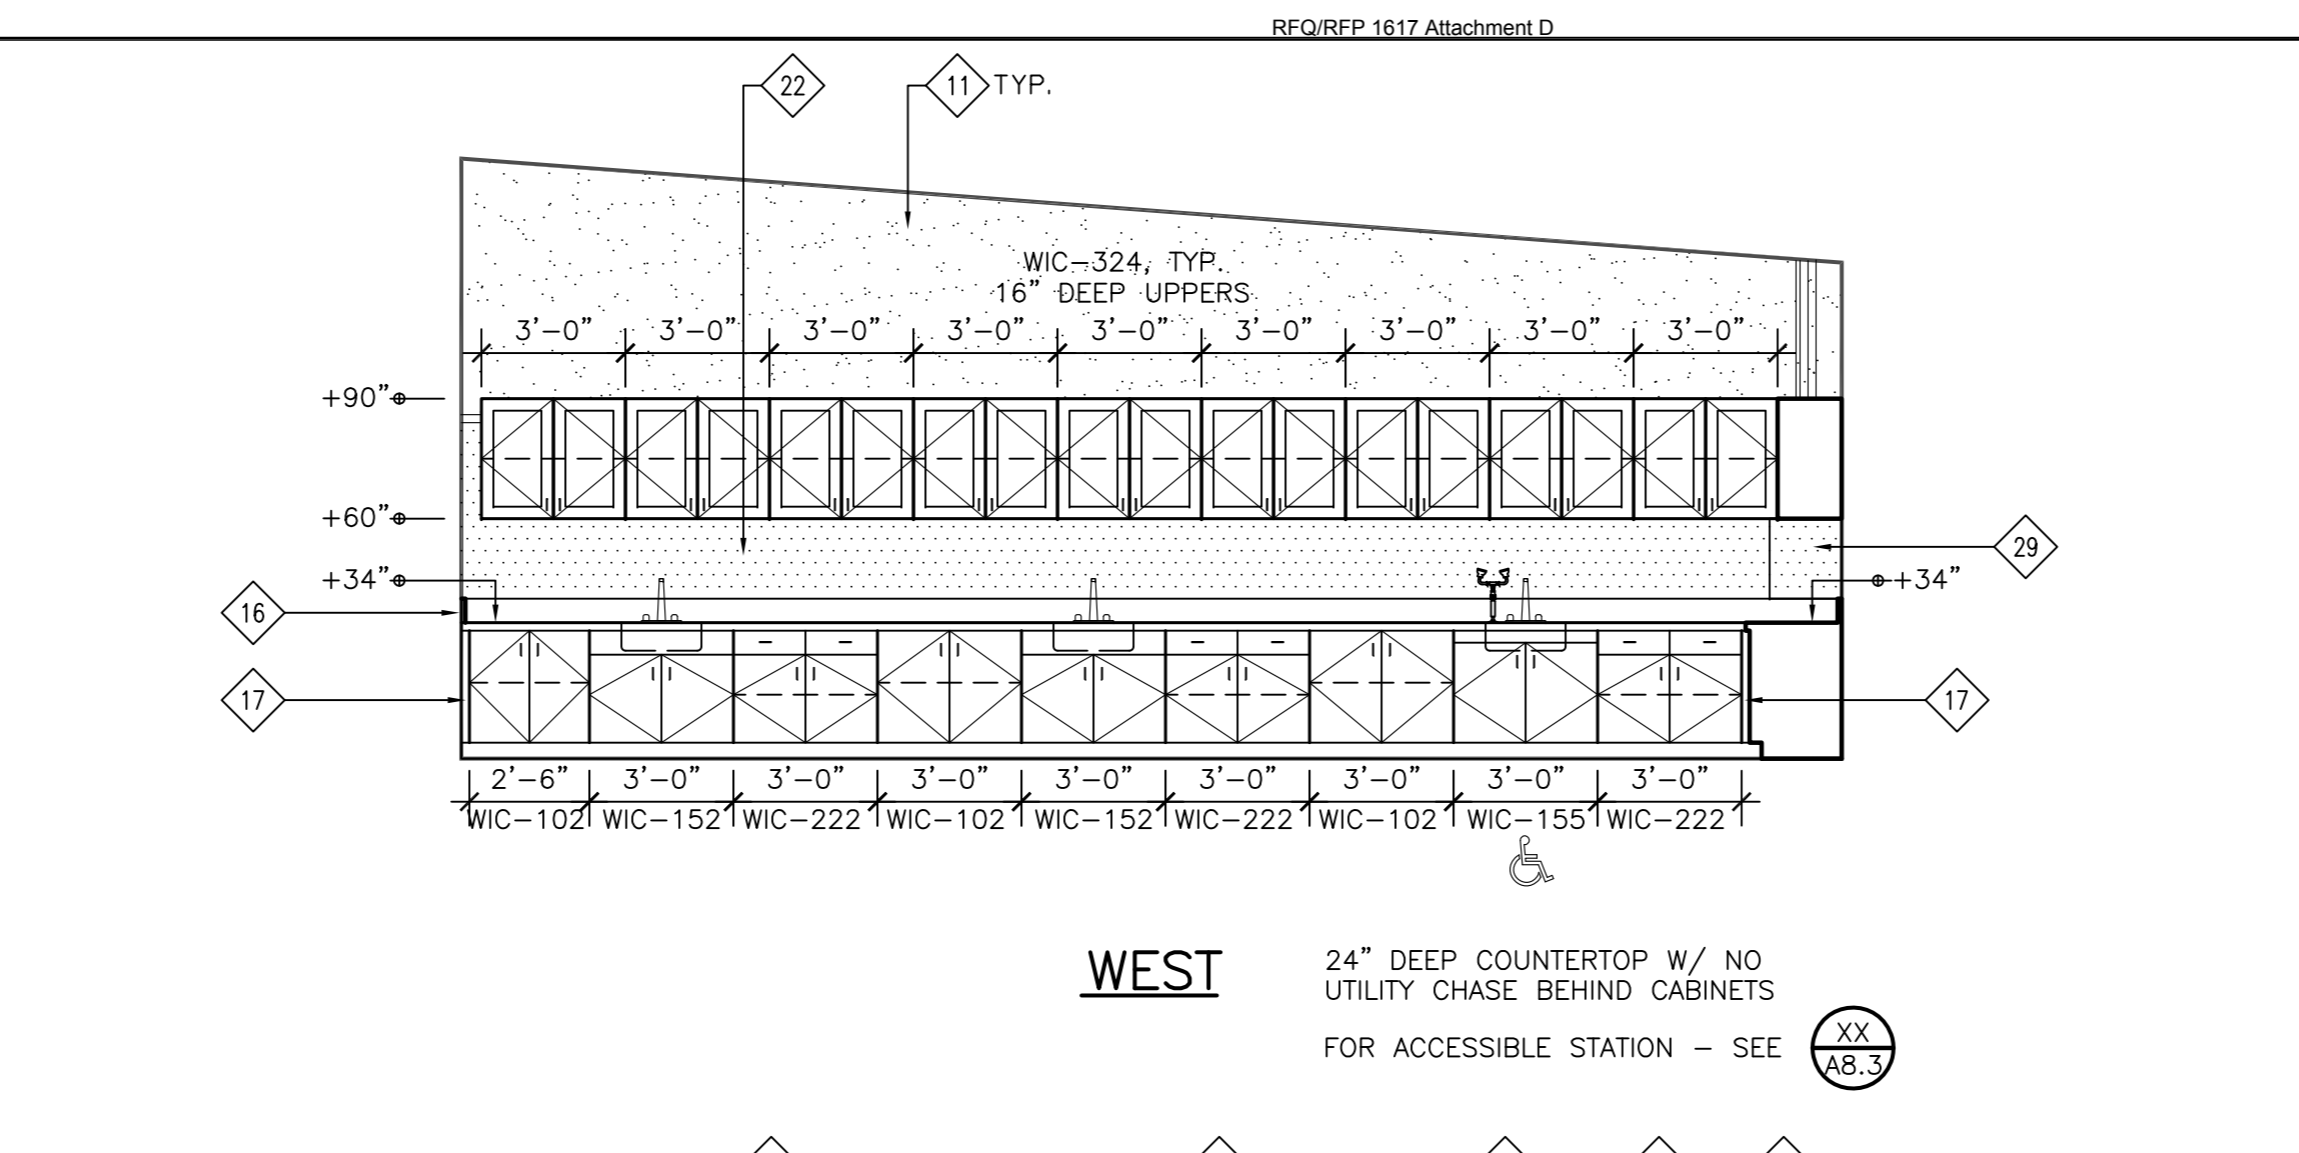 RFQ/RFP 1617 Attachment D
22
11 TYP.
WIC-324, TYP.
16" DEEP UPPERS
3'-0" 3'-0" 3'-0" 3'-0" 3'-0" 3'-0" 3'-0" 3'-0" 3'-0"
+90"
+60"
29
+34" +34"
16
17 17
2'-6" 3'-0" 3'-0" 3'-0" 3'-0" 3'-0" 3'-0" 3'-0" 3'-0"
WIC-102 WIC-152 WIC-222 WIC-102 WIC-152 WIC-222 WIC-102 WIC-155 WIC-222
WEST
24" DEEP COUNTERTOP W/ NO
UTILITY CHASE BEHIND CABINETS
FOR ACCESSIBLE STATION - SEE
XX
A8.3